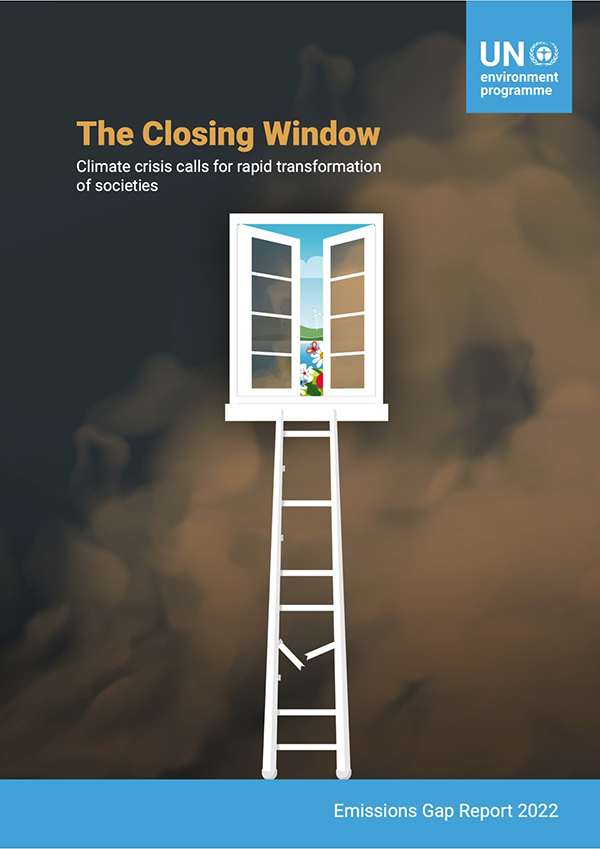 UN
environment
programme
The Closing Window
Climate crisis calls for rapid transformation
of societies
Emissions Gap Report 2022